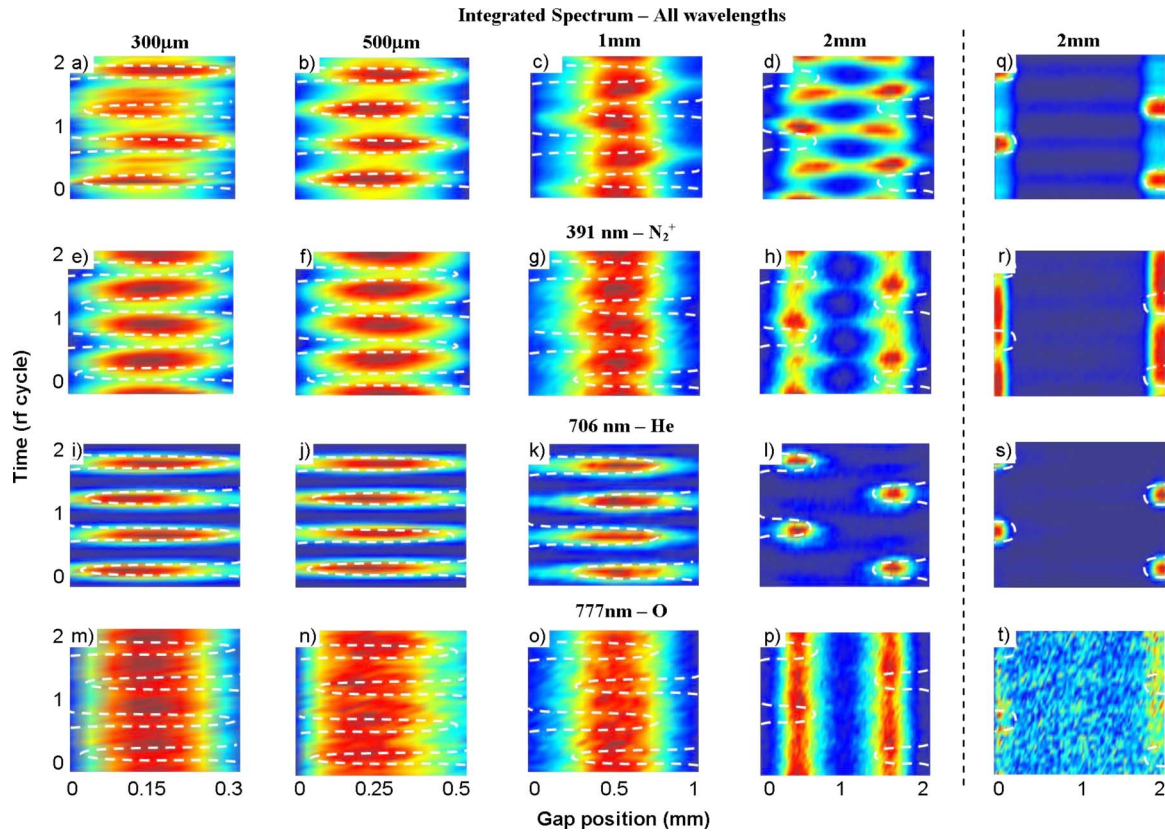 Integrated Spectrum – All wavelengths
300μm 500μm 1mm 2mm 2mm
2 a) b) c) d) q)
1
0
391 nm – N₂⁺
2 e) f) g) h) r)
1
0
706 nm – He
2 i) j) k) l) s)
1
0
777nm – O
2 m) n) o) p) t)
1
0
0 0.15 0.3 0 0.25 0.5 0 0.5 1 0 1 2 0 1 2
Time (rf cycle)
Gap position (mm)